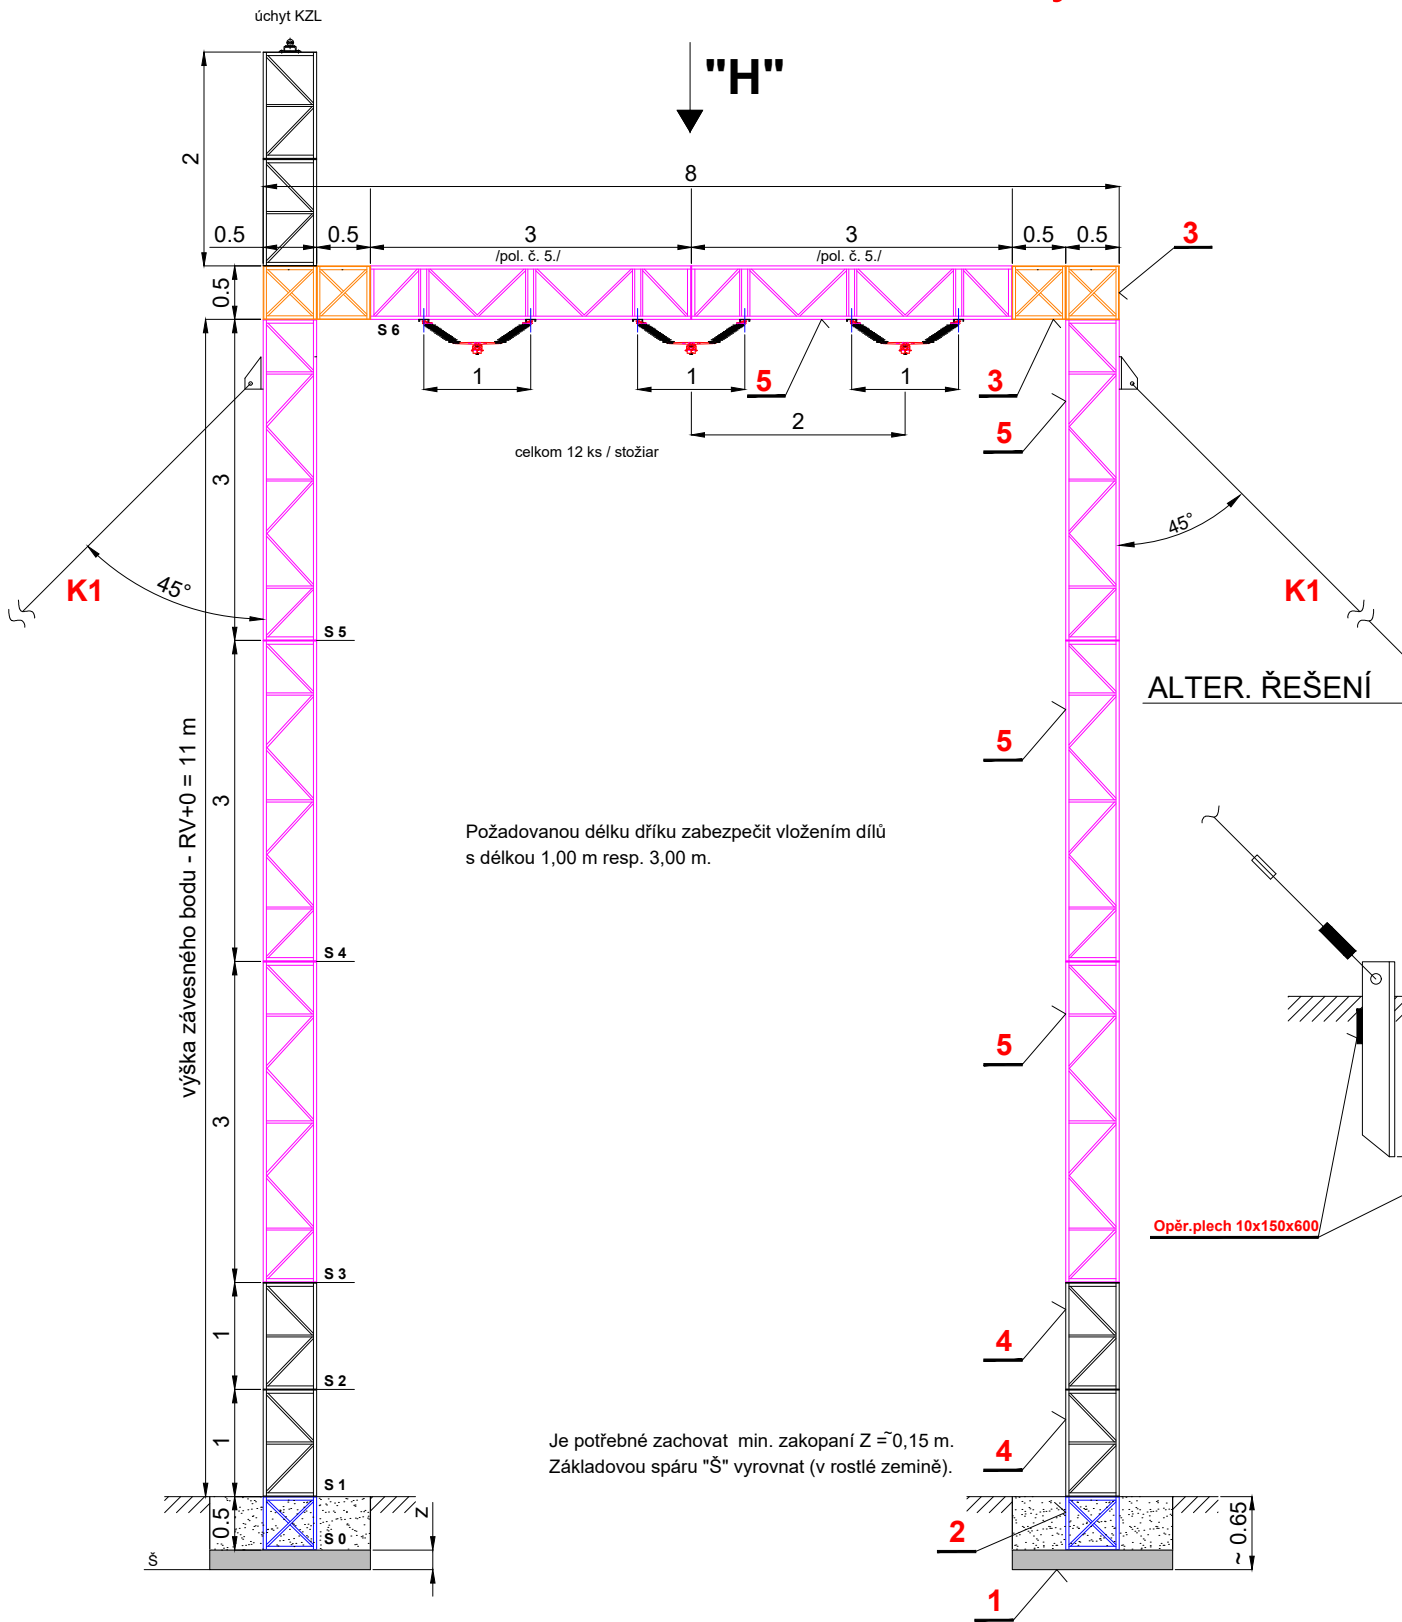 úchyt KZL
"H"
2
8
0.5
0.5
3
3
0.5
0.5
3
/pol. č. 5./
/pol. č. 5./
0.5
S 6
1
1
5
1
3
2
5
celkom 12 ks / stožiar
3
45°
45°
K1
K1
S 5
ALTER. ŘEŠENÍ
5
výška závesného bodu - RV+0 = 11 m
3
Požadovanou délku dříku zabezpečit vložením dílů
s délkou 1,00 m resp. 3,00 m.
S 4
5
3
Opěr.plech 10x150x600
S 3
1
4
S 2
1
Je potřebné zachovat min. zakopaní Z =~0,15 m.
Základovou spáru "Š" vyrovnat (v rostlé zemině).
4
S 1
0.5
S 0
Z
2
~ 0.65
Š
1